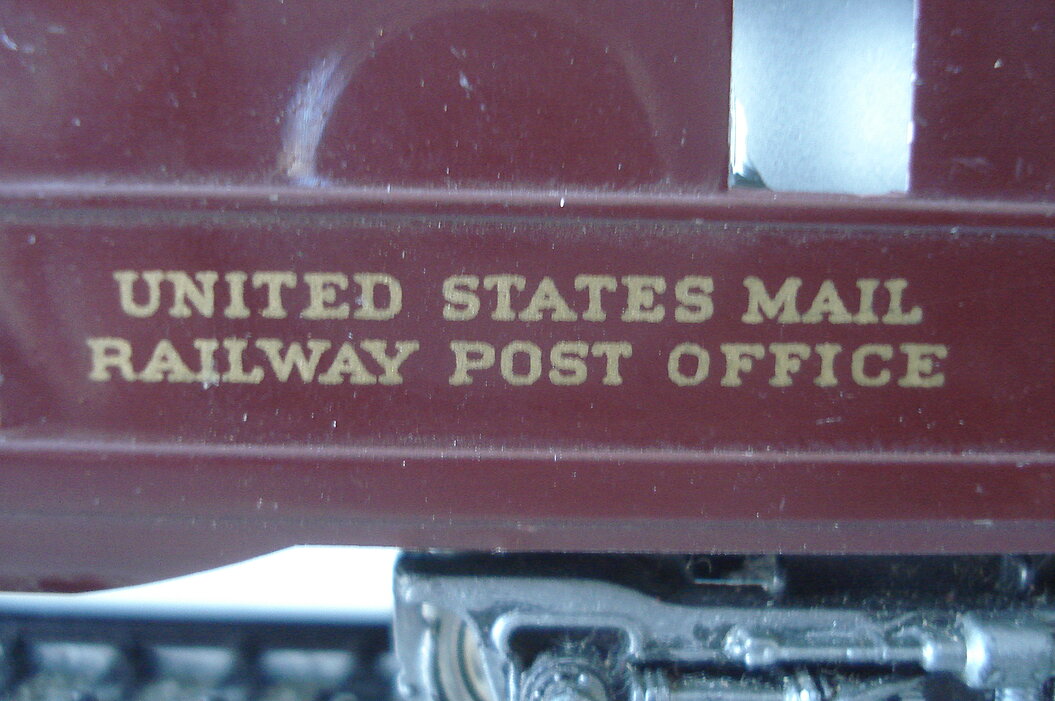 UNITED STATES MAIL
RAILWAY POST OFFICE